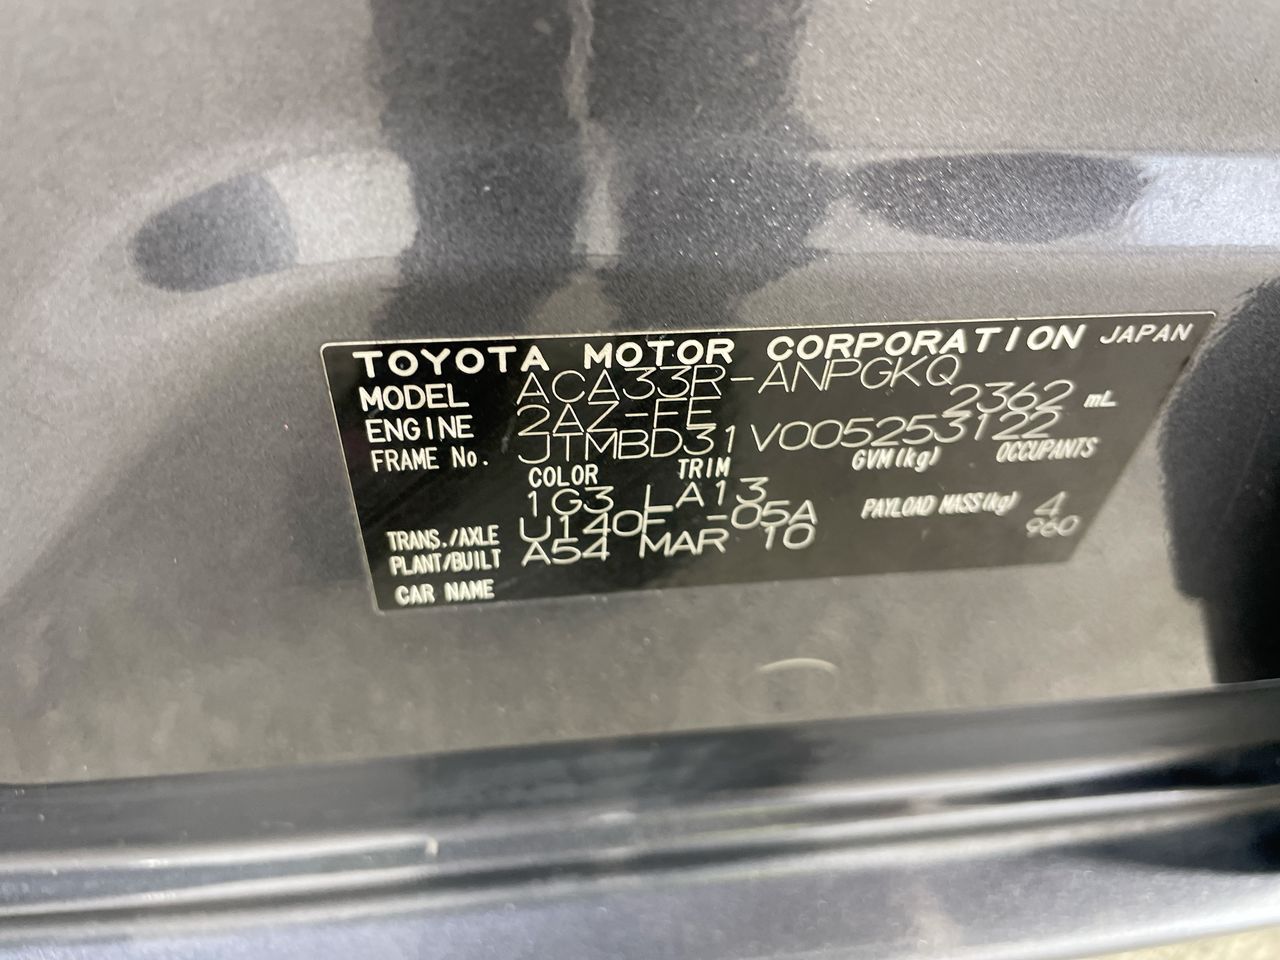 TOYOTA MOTOR CORPORATION JAPAN
MODEL ACA33R-ANPGKQ
ENGINE 2AZ-FE 2362 mL
FRAME No. JTMBD31V005253122
COLOR TRIM GVM(kg) OCCUPANTS
1G3 LA13
TRANS./AXLE U140F -05A PAYLOAD MASS(kg) 4
PLANT/BUILT A54 MAR 10 960
CAR NAME